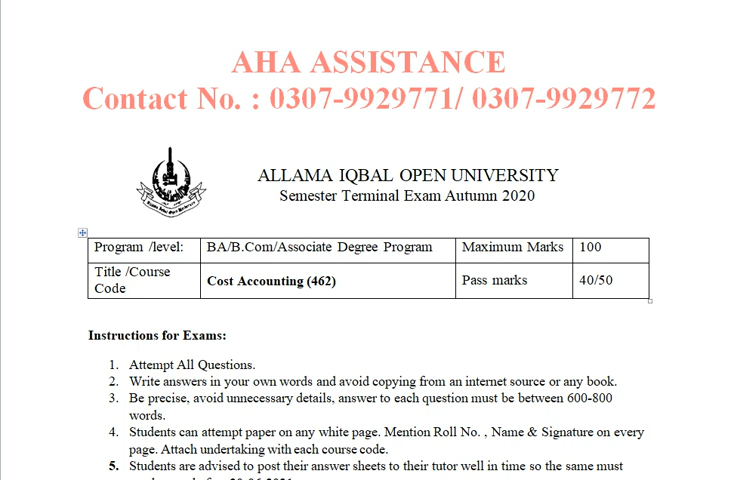 AHA ASSISTANCE
Contact No. : 0307-9929771/ 0307-9929772
ALLAMA IQBAL OPEN UNIVERSITY
Semester Terminal Exam Autumn 2020
Program /level: BA/B.Com/Associate Degree Program Maximum Marks 100
Title /Course Code Cost Accounting (462) Pass marks 40/50
Instructions for Exams:
1. Attempt All Questions.
2. Write answers in your own words and avoid copying from an internet source or any book.
3. Be precise, avoid unnecessary details, answer to each question must be between 600-800
words.
4. Students can attempt paper on any white page. Mention Roll No. , Name & Signature on every
page. Attach undertaking with each course code.
5. Students are advised to post their answer sheets to their tutor well in time so the same must